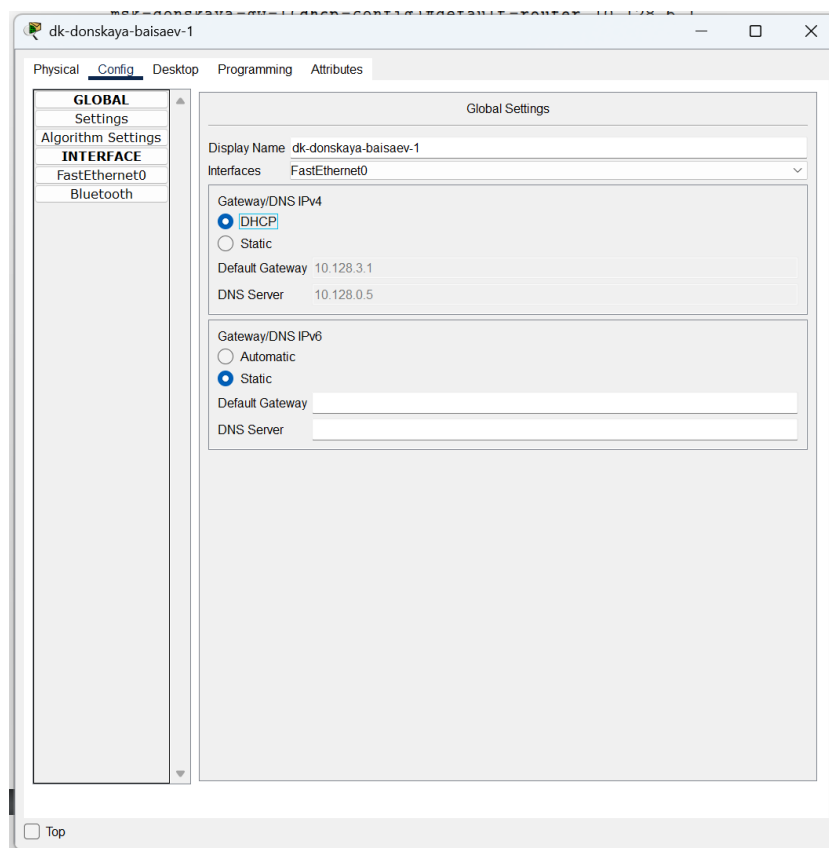 dk-donskaya-baisaev-1
Physical Config Desktop Programming Attributes
GLOBAL
Settings
Algorithm Settings
INTERFACE
FastEthernet0
Bluetooth
Global Settings
Display Name dk-donskaya-baisaev-1
Interfaces FastEthernet0
Gateway/DNS IPv4
DHCP
Static
Default Gateway 10.128.3.1
DNS Server 10.128.0.5
Gateway/DNS IPv6
Automatic
Static
Default Gateway
DNS Server
Top